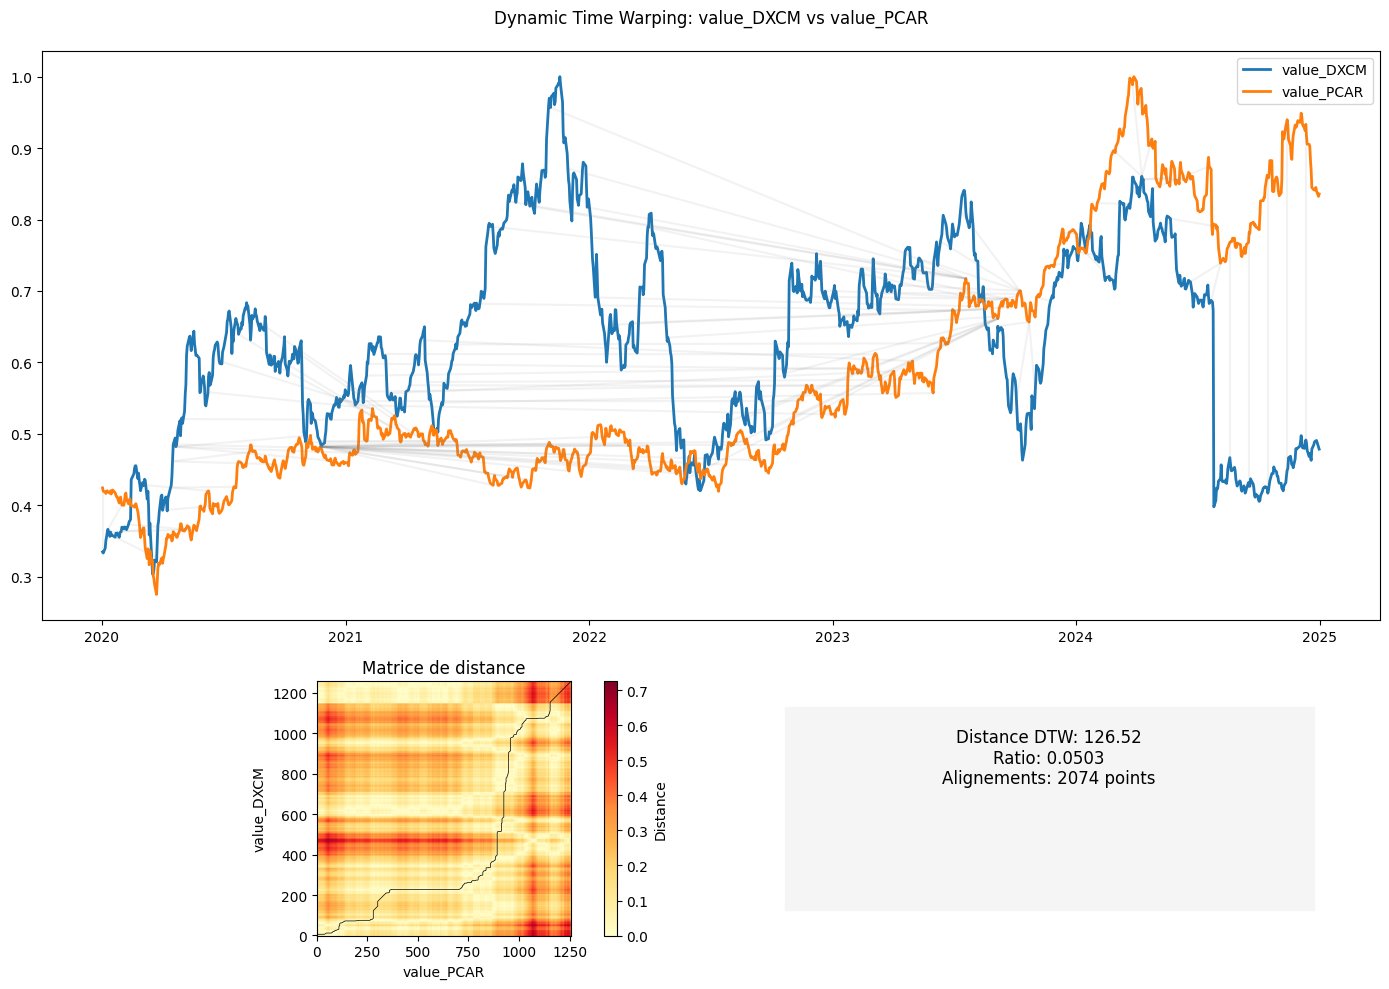 Dynamic Time Warping: value_DXCM vs value_PCAR
value_DXCM
value_PCAR
1.0
0.9
0.8
0.7
0.6
0.5
0.4
0.3
2020 2021 2022 2023 2024 2025
Matrice de distance
value_DXCM
1200
1000
800
600
400
200
0
0 250 500 750 1000 1250
value_PCAR
0.7
0.6
0.5
0.4
0.3
0.2
0.1
0.0
Distance
Distance DTW: 126.52
Ratio: 0.0503
Alignements: 2074 points